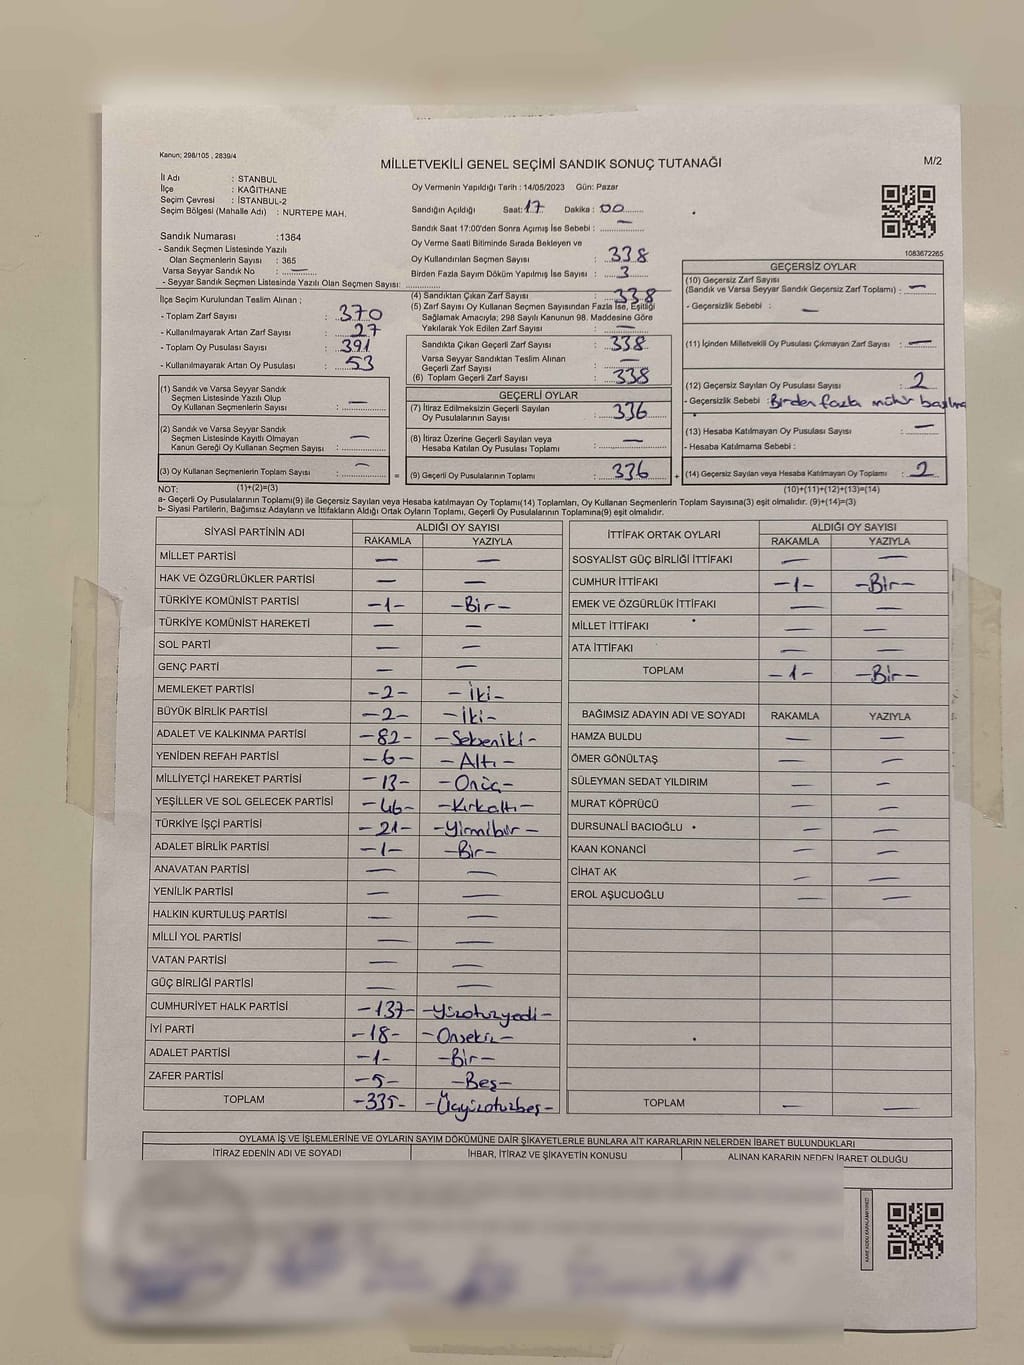 Kanun; 298/105 , 2839/4
MİLLETVEKİLİ GENEL SEÇİMİ SANDIK SONUÇ TUTANAĞI
M/2
İl Adı : STANBUL
İlçe : KAĞITHANE
Seçim Çevresi : İSTANBUL-2
Seçim Bölgesi (Mahalle Adı) : NURTEPE MAH.
Oy Vermenin Yapıldığı Tarih : 14/05/2023 Gün: Pazar
Sandığın Açıldığı Saat: 17 Dakika : 00
Sandık Saat 17:00'den Sonra Açımış İse Sebebi : —
Sandık Numarası :1364
- Sandık Seçmen Listesinde Yazılı
Olan Seçmenlerin Sayısı : 365
Varsa Seyyar Sandık No : —
- Seyyar Sandık Seçmen Listesinde Yazılı Olan Seçmen Sayısı:
Oy Verme Saati Bitiminde Sırada Bekleyen ve
Oy Kullandırılan Seçmen Sayısı : 338
Birden Fazla Sayım Döküm Yapılmış İse Sayısı : 3
1083672265
İlçe Seçim Kurulundan Teslim Alınan ;
- Toplam Zarf Sayısı : 370
- Kullanılmayarak Artan Zarf Sayısı : 27
- Toplam Oy Pusulası Sayısı : 391
- Kullanılmayarak Artan Oy Pusulası : 53
(1) Sandık ve Varsa Seyyar Sandık
Seçmen Listesinde Yazılı Olup
Oy Kullanan Seçmenlerin Sayısı : —
(2) Sandık ve Varsa Seyyar Sandık
Seçmen Listesinde Kayıtlı Olmayan
Kanun Gereği Oy Kullanan Seçmen Sayısı : —
(3) Oy Kullanan Seçmenlerin Toplam Sayısı : —
(4) Sandıktan Çıkan Zarf Sayısı : 338
(5) Zarf Sayısı Oy Kullanan Seçmen Sayısından Fazla İse, Eşitliği
Sağlamak Amacıyla; 298 Sayılı Kanunun 98. Maddesine Göre
Yakılarak Yok Edilen Zarf Sayısı : —
Sandıkta Çıkan Geçerli Zarf Sayısı : 338
Varsa Seyyar Sandıktan Teslim Alınan
Geçerli Zarf Sayısı : —
(6) Toplam Geçerli Zarf Sayısı : 338
GEÇERLİ OYLAR
(7) İtiraz Edilmeksizin Geçerli Sayılan
Oy Pusulalarının Sayısı : 336
(8) İtiraz Üzerine Geçerli Sayılan veya
Hesaba Katılan Oy Pusulası Toplamı : —
= (9) Geçerli Oy Pusulalarının Toplamı : 336 +
GEÇERSİZ OYLAR
(10) Geçersiz Zarf Sayısı
(Sandık ve Varsa Seyyar Sandık Geçersiz Zarf Toplamı) : —
- Geçersizlik Sebebi : —
(11) İçinden Milletvekili Oy Pusulası Çıkmayan Zarf Sayısı : —
(12) Geçersiz Sayılan Oy Pusulası Sayısı : 2
- Geçersizlik Sebebi : Birden fazla mühür basılma
(13) Hesaba Katılmayan Oy Pusulası Sayısı : —
- Hesaba Katılmama Sebebi :
(14) Geçersiz Sayılan veya Hesaba Katılmayan Oy Toplamı : 2
NOT: (1)+(2)=(3) (10)+(11)+(12)+(13)=(14)
a- Geçerli Oy Pusulalarının Toplamı(9) ile Geçersiz Sayılan veya Hesaba katılmayan Oy Toplamı(14) Toplamları, Oy Kullanan Seçmenlerin Toplam Sayısına(3) eşit olmalıdır. (9)+(14)=(3)
b- Siyasi Partilerin, Bağımsız Adayların ve İttifakların Aldığı Ortak Oyların Toplamı, Geçerli Oy Pusulalarının Toplamına(9) eşit olmalıdır.
SİYASİ PARTİNİN ADI ALDIĞI OY SAYISI
RAKAMLA YAZIYLA
MİLLET PARTİSİ — —
HAK VE ÖZGÜRLÜKLER PARTİSİ — —
TÜRKİYE KOMÜNİST PARTİSİ -1- -Bir-
TÜRKİYE KOMÜNİST HAREKETİ — —
SOL PARTİ — —
GENÇ PARTİ — —
MEMLEKET PARTİSİ -2- -İki-
BÜYÜK BİRLİK PARTİSİ -2- -İki-
ADALET VE KALKINMA PARTİSİ -82- -Sekeniki-
YENİDEN REFAH PARTİSİ -6- -Altı-
MİLLİYETÇİ HAREKET PARTİSİ -13- -Onüç-
YEŞİLLER VE SOL GELECEK PARTİSİ -46- -Kırkaltı-
TÜRKİYE İŞÇİ PARTİSİ -21- -Yirmibir-
ADALET BİRLİK PARTİSİ -1- -Bir-
ANAVATAN PARTİSİ — —
YENİLİK PARTİSİ — —
HALKIN KURTULUŞ PARTİSİ — —
MİLLİ YOL PARTİSİ — —
VATAN PARTİSİ — —
GÜÇ BİRLİĞİ PARTİSİ — —
CUMHURİYET HALK PARTİSİ -137- -Yüzotuzyedi-
İYİ PARTİ -18- -Onsekiz-
ADALET PARTİSİ -1- -Bir-
ZAFER PARTİSİ -5- -Beş-
TOPLAM -335- -Üçyüzotuzbeş-
İTTİFAK ORTAK OYLARI ALDIĞI OY SAYISI
RAKAMLA YAZIYLA
SOSYALİST GÜÇ BİRLİĞİ İTTİFAKI — —
CUMHUR İTTİFAKI -1- -Bir-
EMEK VE ÖZGÜRLÜK İTTİFAKI — —
MİLLET İTTİFAKI — —
ATA İTTİFAKI — —
TOPLAM -1- -Bir-
BAĞIMSIZ ADAYIN ADI VE SOYADI RAKAMLA YAZIYLA
HAMZA BULDU — —
ÖMER GÖNÜLTAŞ — —
SÜLEYMAN SEDAT YILDIRIM — —
MURAT KÖPRÜCÜ — —
DURSUNALİ BACIOĞLU — —
KAAN KONANCİ — —
CİHAT AK — —
EROL AŞUCUOĞLU — —
TOPLAM — —
OYLAMA İŞ VE İŞLEMLERİNE VE OYLARIN SAYIM DÖKÜMÜNE DAİR ŞİKAYETLERLE BUNLARA AİT KARARLARIN NELERDEN İBARET BULUNDUKLARI
İTİRAZ EDENİN ADI VE SOYADI İHBAR, İTİRAZ VE ŞİKAYETİN KONUSU ALINAN KARARIN NEDEN İBARET OLDUĞU